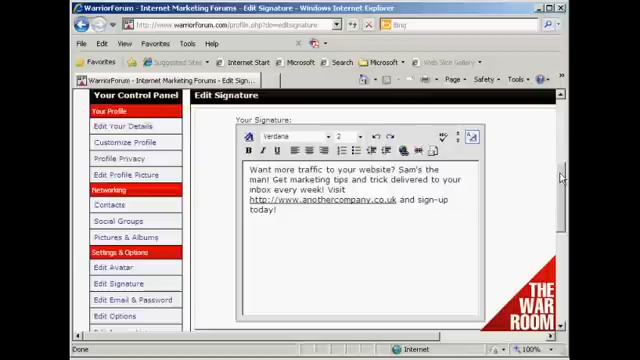 WarriorForum - Internet Marketing Forums - Edit Signature - Windows Internet Explorer
http://www.warriorforum.com/profile.php?do=editsignature
Bing
File Edit View Favorites Tools Help
Favorites Suggested Sites Internet Start Microsoft Search Microsoft Web Slice Gallery
WarriorForum - Internet Marketing Forums - Edit Sign...
Page Safety Tools
Your Control Panel
Your Profile
Edit Your Details
Customize Profile
Profile Privacy
Edit Profile Picture
Networking
Contacts
Social Groups
Pictures & Albums
Settings & Options
Edit Avatar
Edit Signature
Edit Email & Password
Edit Options
Edit Signature
Your Signature:
Verdana 2
B I U
Want more traffic to your website? Sam's the
man! Get marketing tips and trick delivered to your
inbox every week! Visit
http://www.anothercompany.co.uk and sign-up
today!
THE
WAR
ROOM
Done
Internet
100%